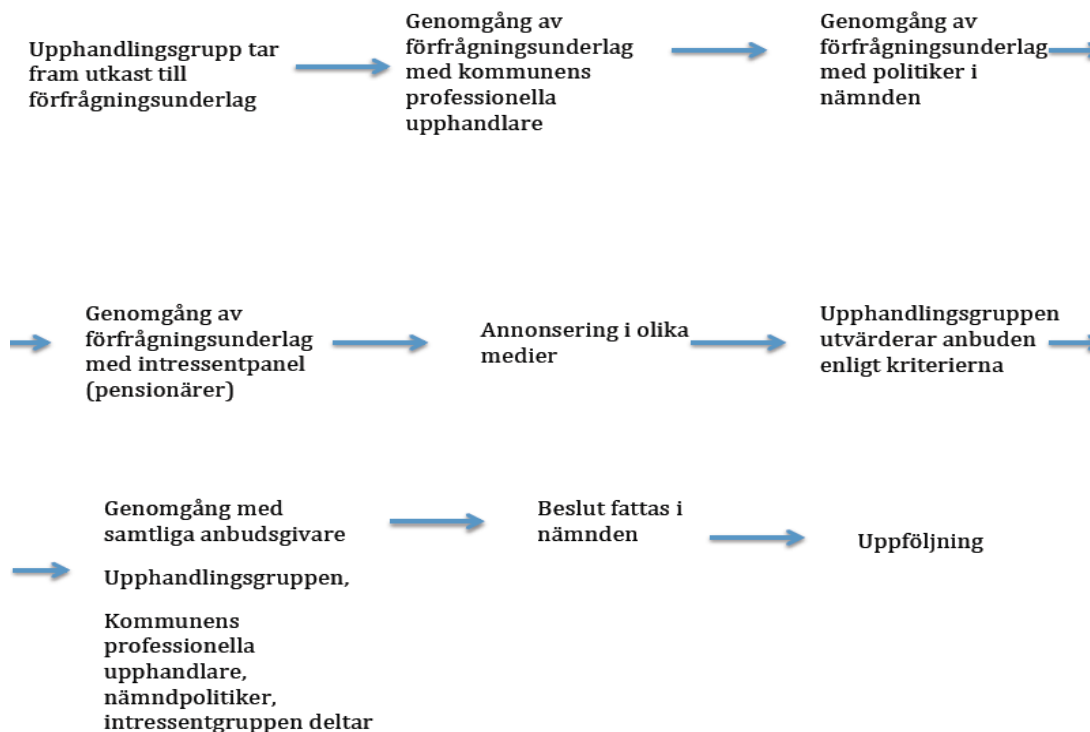 Upphandlingsgrupp tar
fram utkast till
förfrågningsunderlag
Genomgång av
förfrågningsunderlag
med kommunens
professionella
upphandlare
Genomgång av
förfrågningsunderlag
med politiker i
nämnden
Genomgång av
förfrågningsunderlag
med intressentpanel
(pensionärer)
Annonsering i olika
medier
Upphandlingsgruppen
utvärderar anbuden
enligt kriterierna
Genomgång med
samtliga anbudsgivare
Upphandlingsgruppen,
Kommunens
professionella
upphandlare,
nämndpolitiker,
intressentgruppen deltar
Beslut fattas i
nämnden
Uppföljning